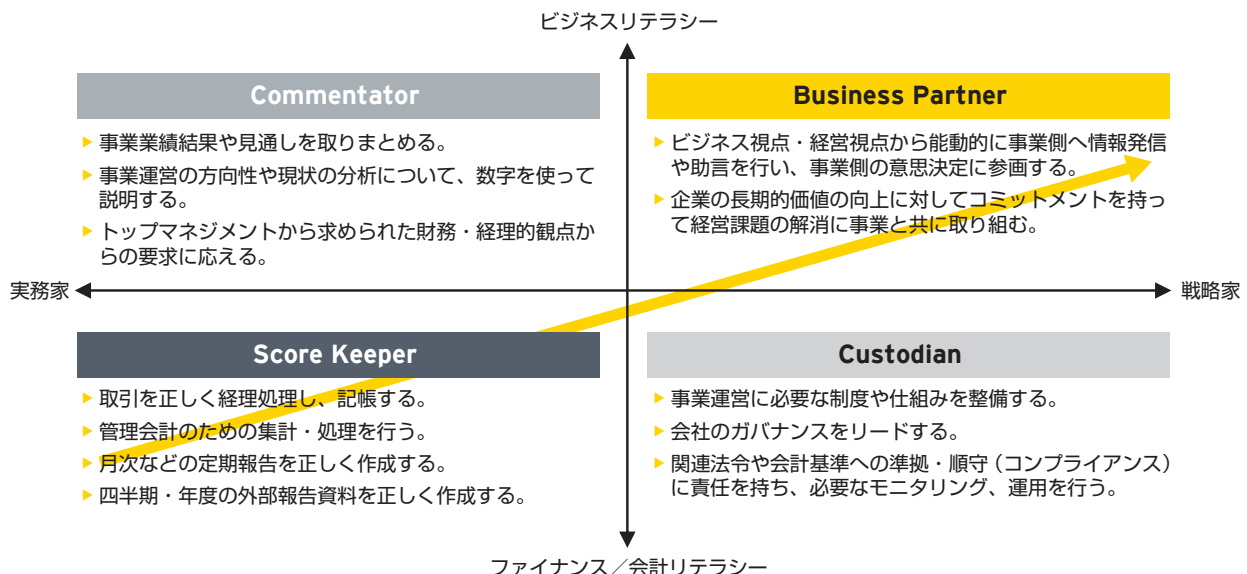 ビジネスリテラシー
Commentator
▶ 事業業績結果や見通しを取りまとめる。
▶ 事業運営の方向性や現状の分析について、数字を使って
説明する。
▶ トップマネジメントから求められた財務・経理的観点か
らの要求に応える。
Business Partner
▶ ビジネス視点・経営視点から能動的に事業側へ情報発信
や助言を行い、事業側の意思決定に参画する。
▶ 企業の長期的価値の向上に対してコミットメントを持っ
て経営課題の解消に事業と共に取り組む。
実務家
戦略家
Score Keeper
▶ 取引を正しく経理処理し、記帳する。
▶ 管理会計のための集計・処理を行う。
▶ 月次などの定期報告を正しく作成する。
▶ 四半期・年度の外部報告資料を正しく作成する。
Custodian
▶ 事業運営に必要な制度や仕組みを整備する。
▶ 会社のガバナンスをリードする。
▶ 関連法令や会計基準への準拠・順守（コンプライアンス）
に責任を持ち、必要なモニタリング、運用を行う。
ファイナンス／会計リテラシー